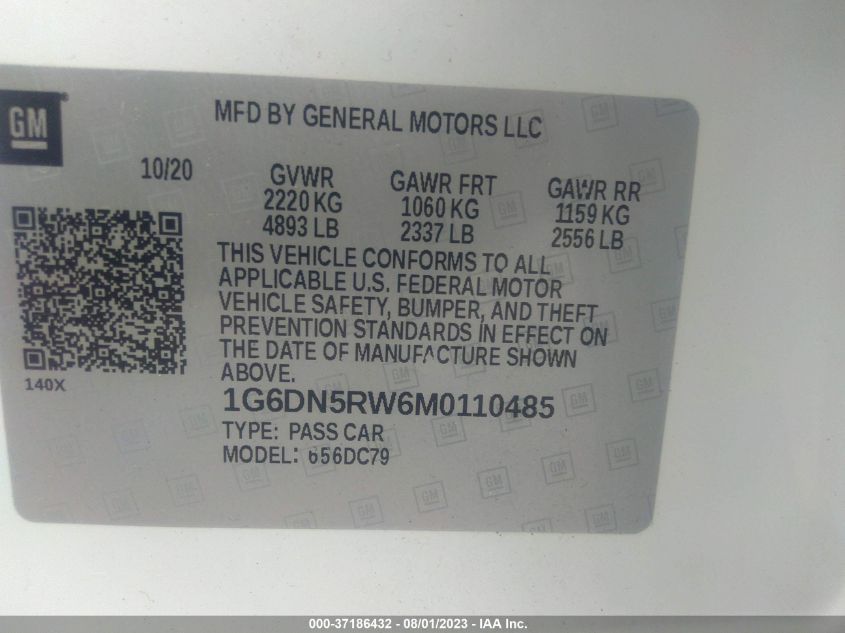 GM
MFD BY GENERAL MOTORS LLC
10/20
GVWR
2220 KG
4893 LB
GAWR FRT
1060 KG
2337 LB
GAWR RR
1159 KG
2556 LB
THIS VEHICLE CONFORMS TO ALL
APPLICABLE U.S. FEDERAL MOTOR
VEHICLE SAFETY, BUMPER, AND THEFT
PREVENTION STANDARDS IN EFFECT ON
THE DATE OF MANUFACTURE SHOWN
ABOVE.
140X
1G6DN5RW6M0110485
TYPE: PASS CAR
MODEL: 656DC79
000-37186432 - 08/01/2023 - IAA Inc.